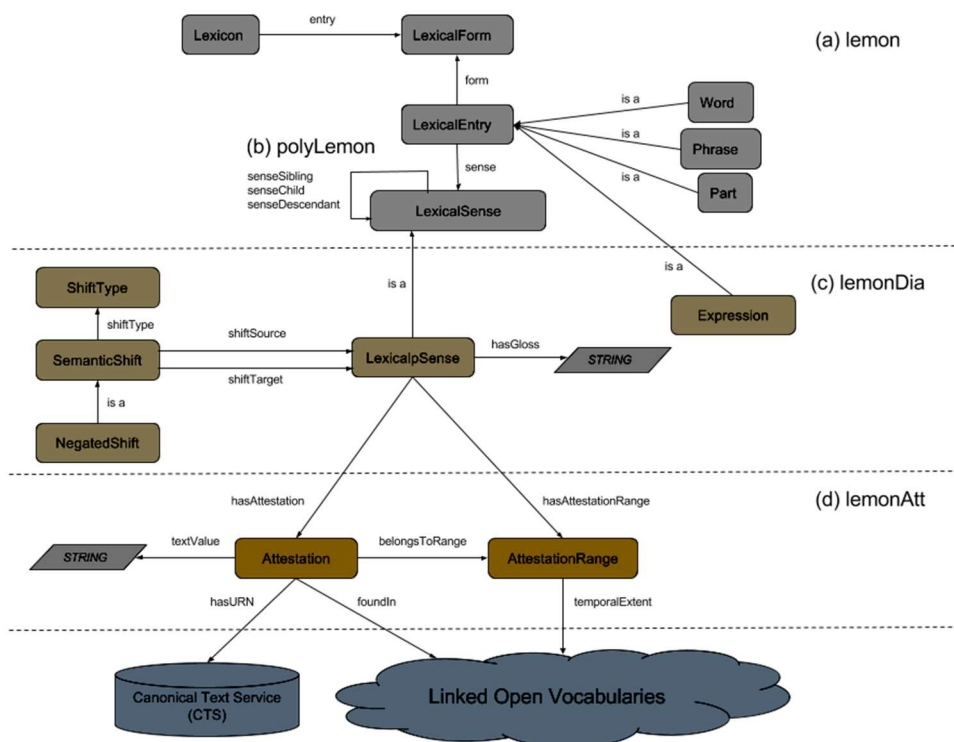 entry
Lexicon
LexicalForm
(a) lemon
form
is a
Word
LexicalEntry
is a
Phrase
(b) polyLemon
sense
is a
Part
senseSibling
senseChild
senseDescendant
LexicalSense
is a
is a
(c) lemonDia
ShiftType
Expression
shiftType
shiftSource
hasGloss
SemanticShift
LexicalpSense
STRING
shiftTarget
is a
NegatedShift
(d) lemonAtt
hasAttestation
hasAttestationRange
textValue
belongsToRange
STRING
Attestation
AttestationRange
hasURN
foundIn
temporalExtent
Canonical Text Service
(CTS)
Linked Open Vocabularies